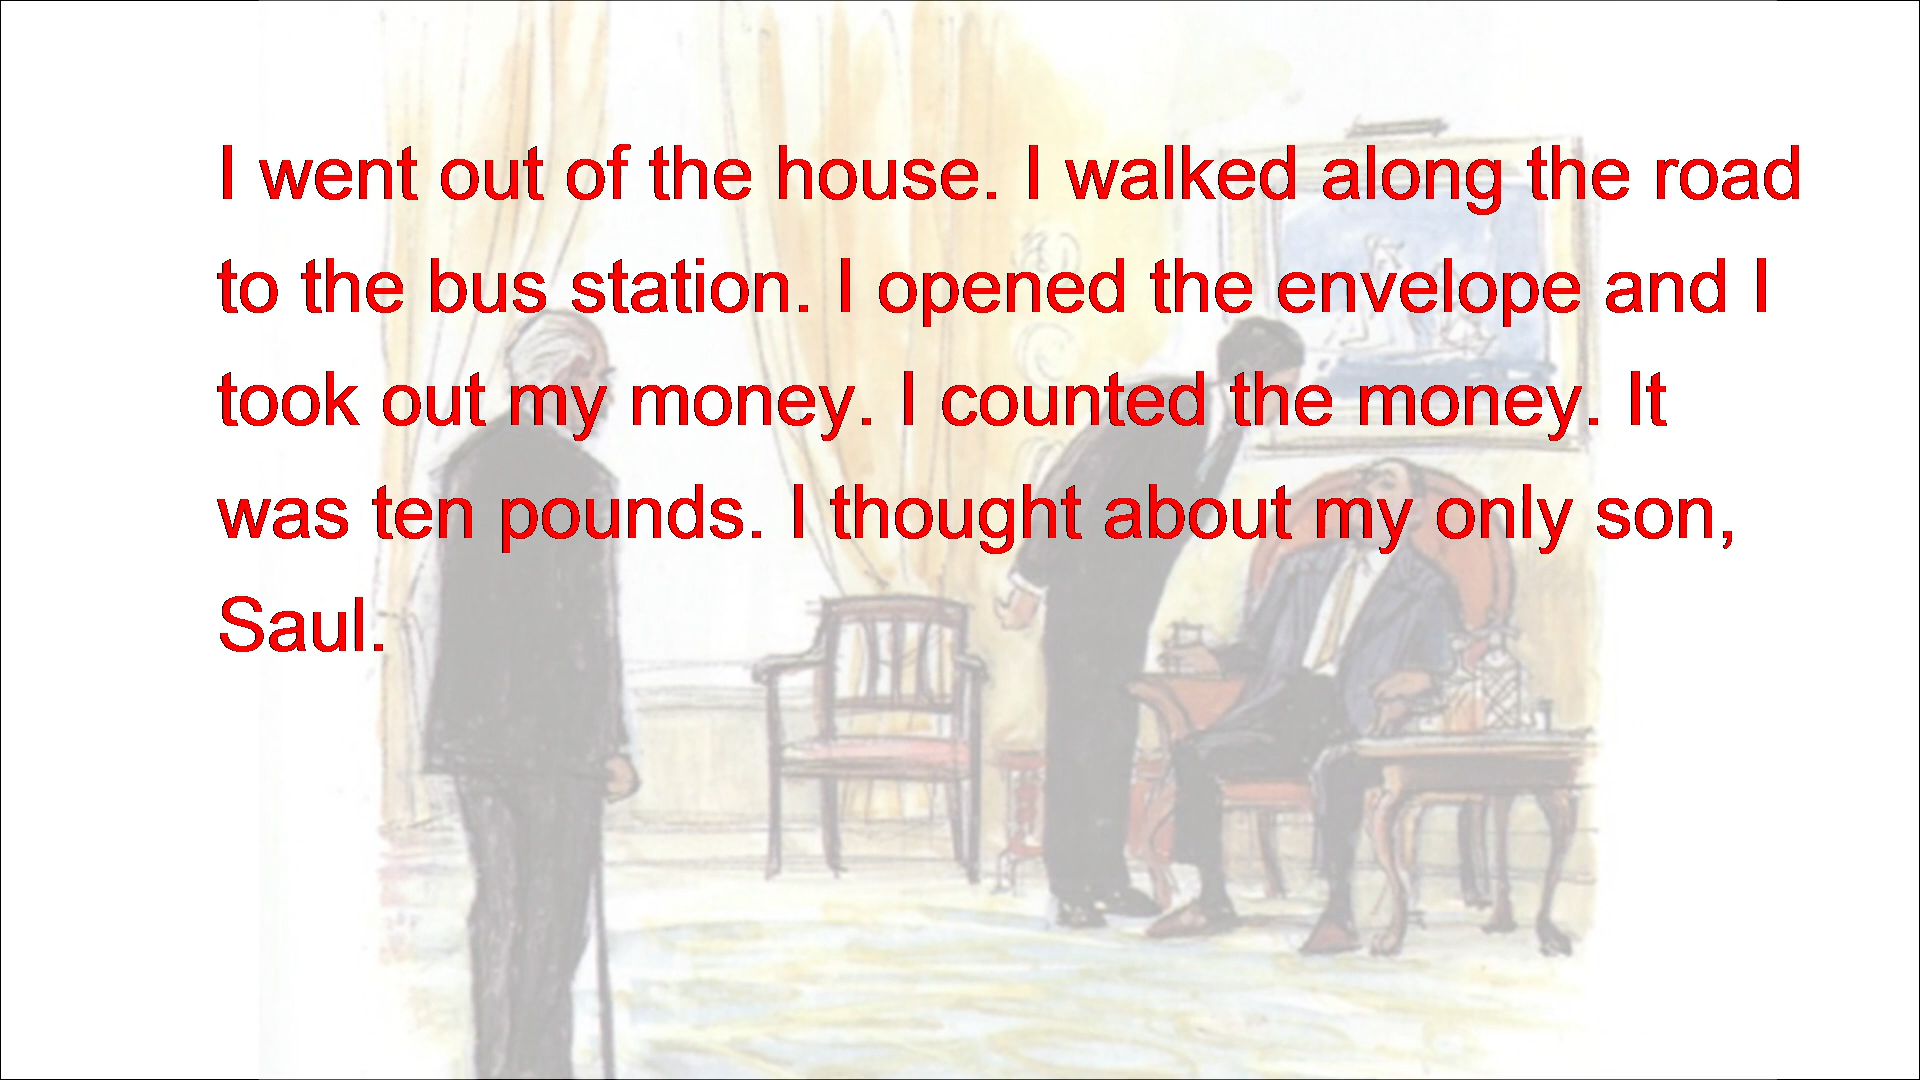 I went out of the house. I walked along the road
to the bus station. I opened the envelope and I
took out my money. I counted the money. It
was ten pounds. I thought about my only son,
Saul.